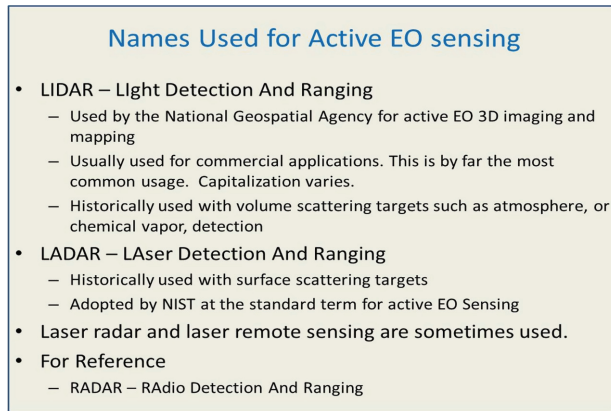 Names Used for Active EO sensing
• LIDAR – LIght Detection And Ranging
– Used by the National Geospatial Agency for active EO 3D imaging and
mapping
– Usually used for commercial applications. This is by far the most
common usage. Capitalization varies.
– Historically used with volume scattering targets such as atmosphere, or
chemical vapor, detection
• LADAR – LAser Detection And Ranging
– Historically used with surface scattering targets
– Adopted by NIST at the standard term for active EO Sensing
• Laser radar and laser remote sensing are sometimes used.
• For Reference
– RADAR – RAdio Detection And Ranging